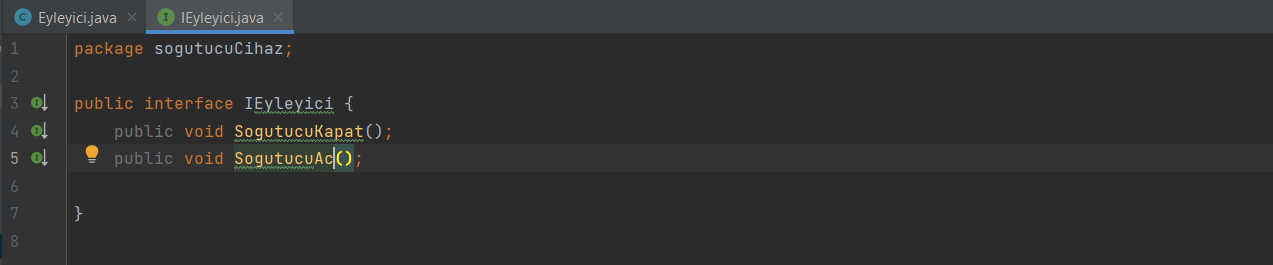 Eyleyici.java IEyleyici.java
1 package sogutucuCihaz;
2
3 public interface IEyleyici {
4 public void SogutucuKapat();
5 public void SogutucuAc();
6
7 }
8